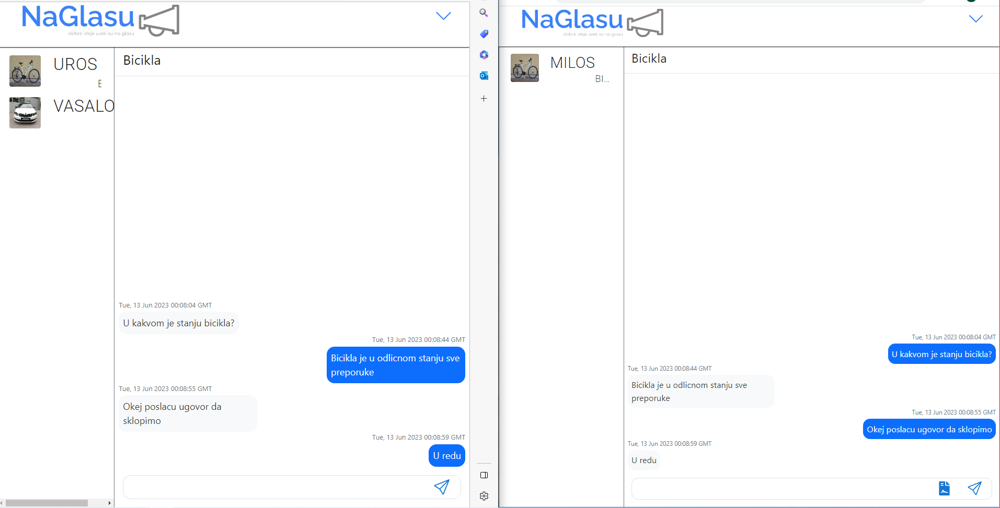 NaGlasu
dobre ideje uvek su na glasu
UROS
VASALO
Bicikla
Tue, 13 Jun 2023 00:08:04 GMT
U kakvom je stanju bicikla?
Tue, 13 Jun 2023 00:08:44 GMT
Bicikla je u odlicnom stanju sve
preporuke
Tue, 13 Jun 2023 00:08:55 GMT
Okej poslacu ugovor da
sklopimo
Tue, 13 Jun 2023 00:08:59 GMT
U redu
NaGlasu
dobre ideje uvek su na glasu
MILOS
BI...
Bicikla
Tue, 13 Jun 2023 00:08:04 GMT
U kakvom je stanju bicikla?
Tue, 13 Jun 2023 00:08:44 GMT
Bicikla je u odlicnom stanju sve
preporuke
Tue, 13 Jun 2023 00:08:55 GMT
Okej poslacu ugovor da sklopimo
Tue, 13 Jun 2023 00:08:59 GMT
U redu